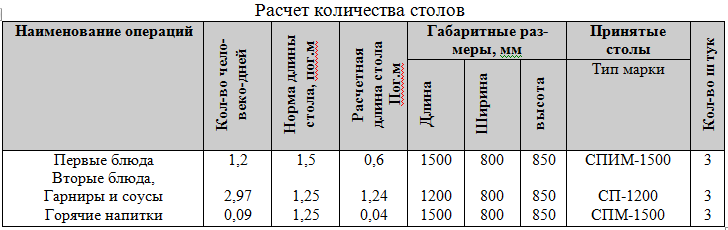 Расчет количества столов
Наименование операций
Кол-во чело-
веко-дней
Норма длины
стола, пог.м
Расчетная
длина стола
Пог.м
Габаритные раз-
меры, мм
Принятые
столы
Кол-во штук
Длина
Ширина
высота
Тип марки
Первые блюда 1,2 1,5 0,6 1500 800 850 СПИМ-1500 3
Вторые блюда,
Гарниры и соусы 2,97 1,25 1,24 1200 800 850 СП-1200 3
Горячие напитки 0,09 1,25 0,04 1500 800 850 СПМ-1500 3